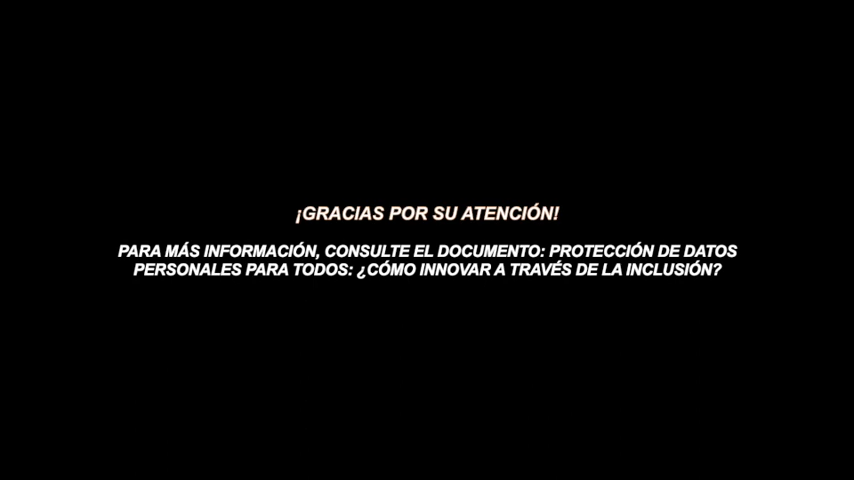 ¡GRACIAS POR SU ATENCIÓN!
PARA MÁS INFORMACIÓN, CONSULTE EL DOCUMENTO: PROTECCIÓN DE DATOS
PERSONALES PARA TODOS: ¿CÓMO INNOVAR A TRAVÉS DE LA INCLUSIÓN?